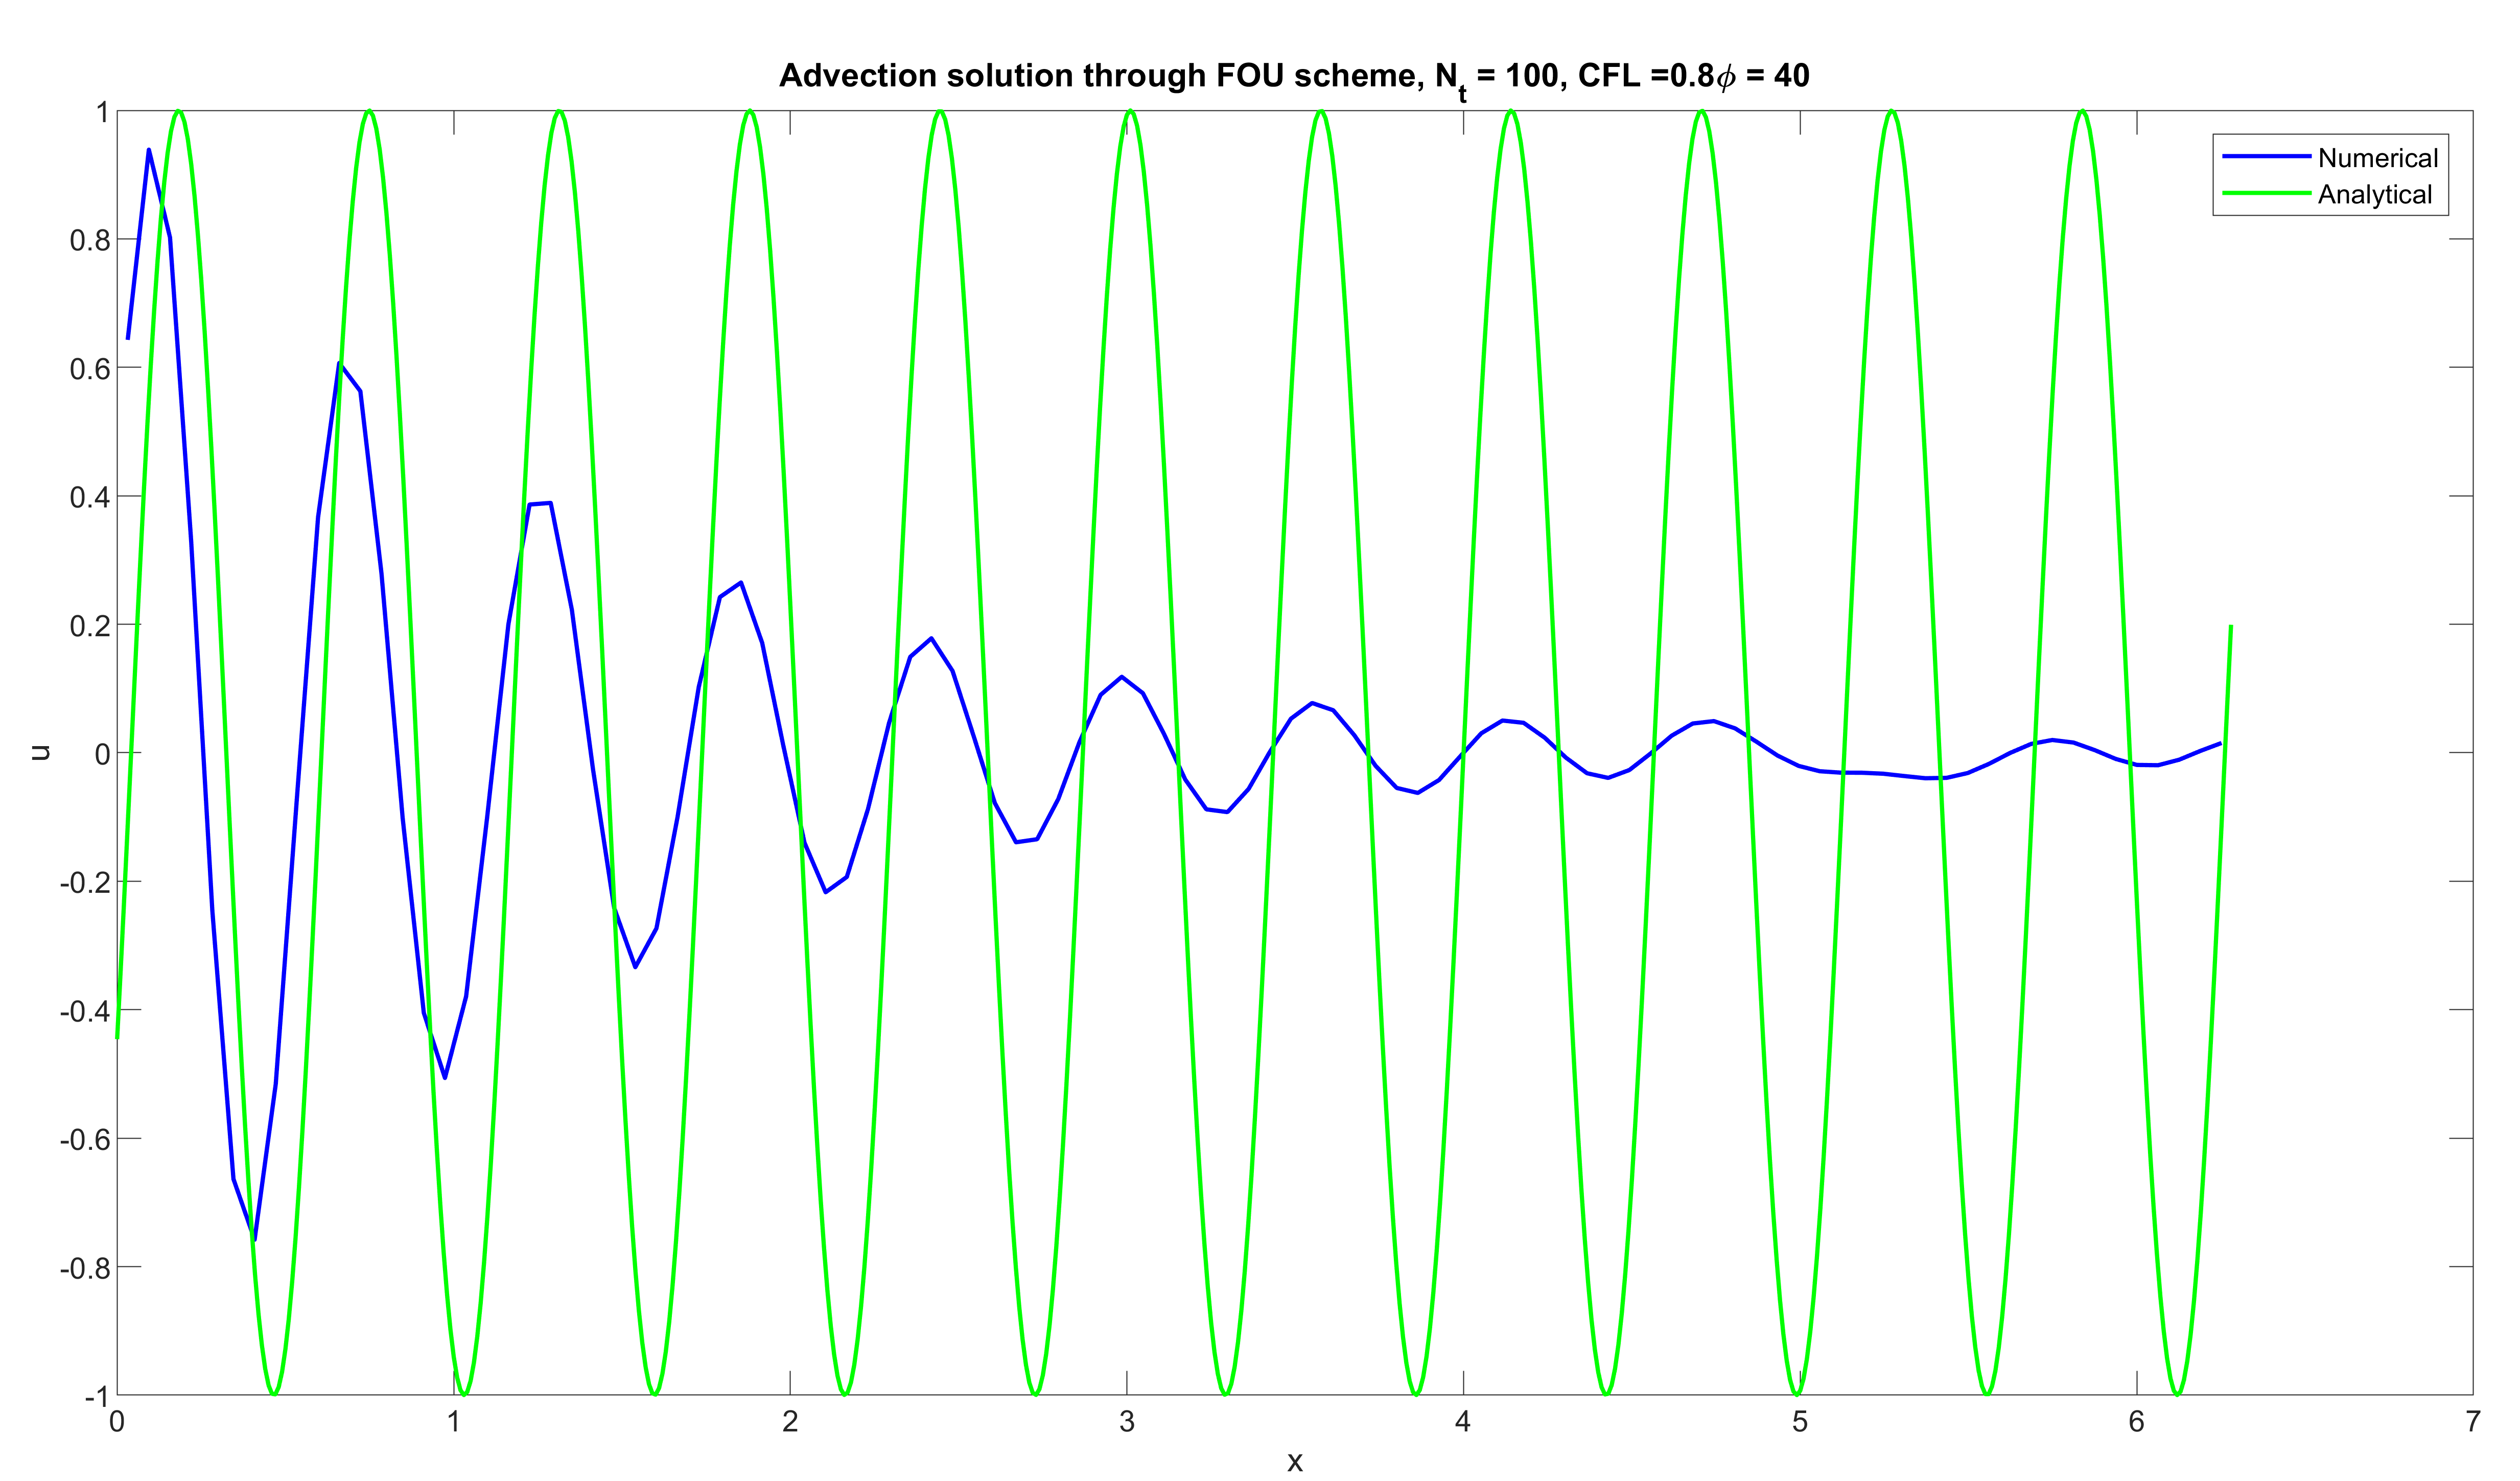 Advection solution through FOU scheme, N_t = 100, CFL =0.8ϕ = 40
Numerical
Analytical
1
0.8
0.6
0.4
0.2
0
-0.2
-0.4
-0.6
-0.8
-1
u
0 1 2 3 4 5 6 7
x